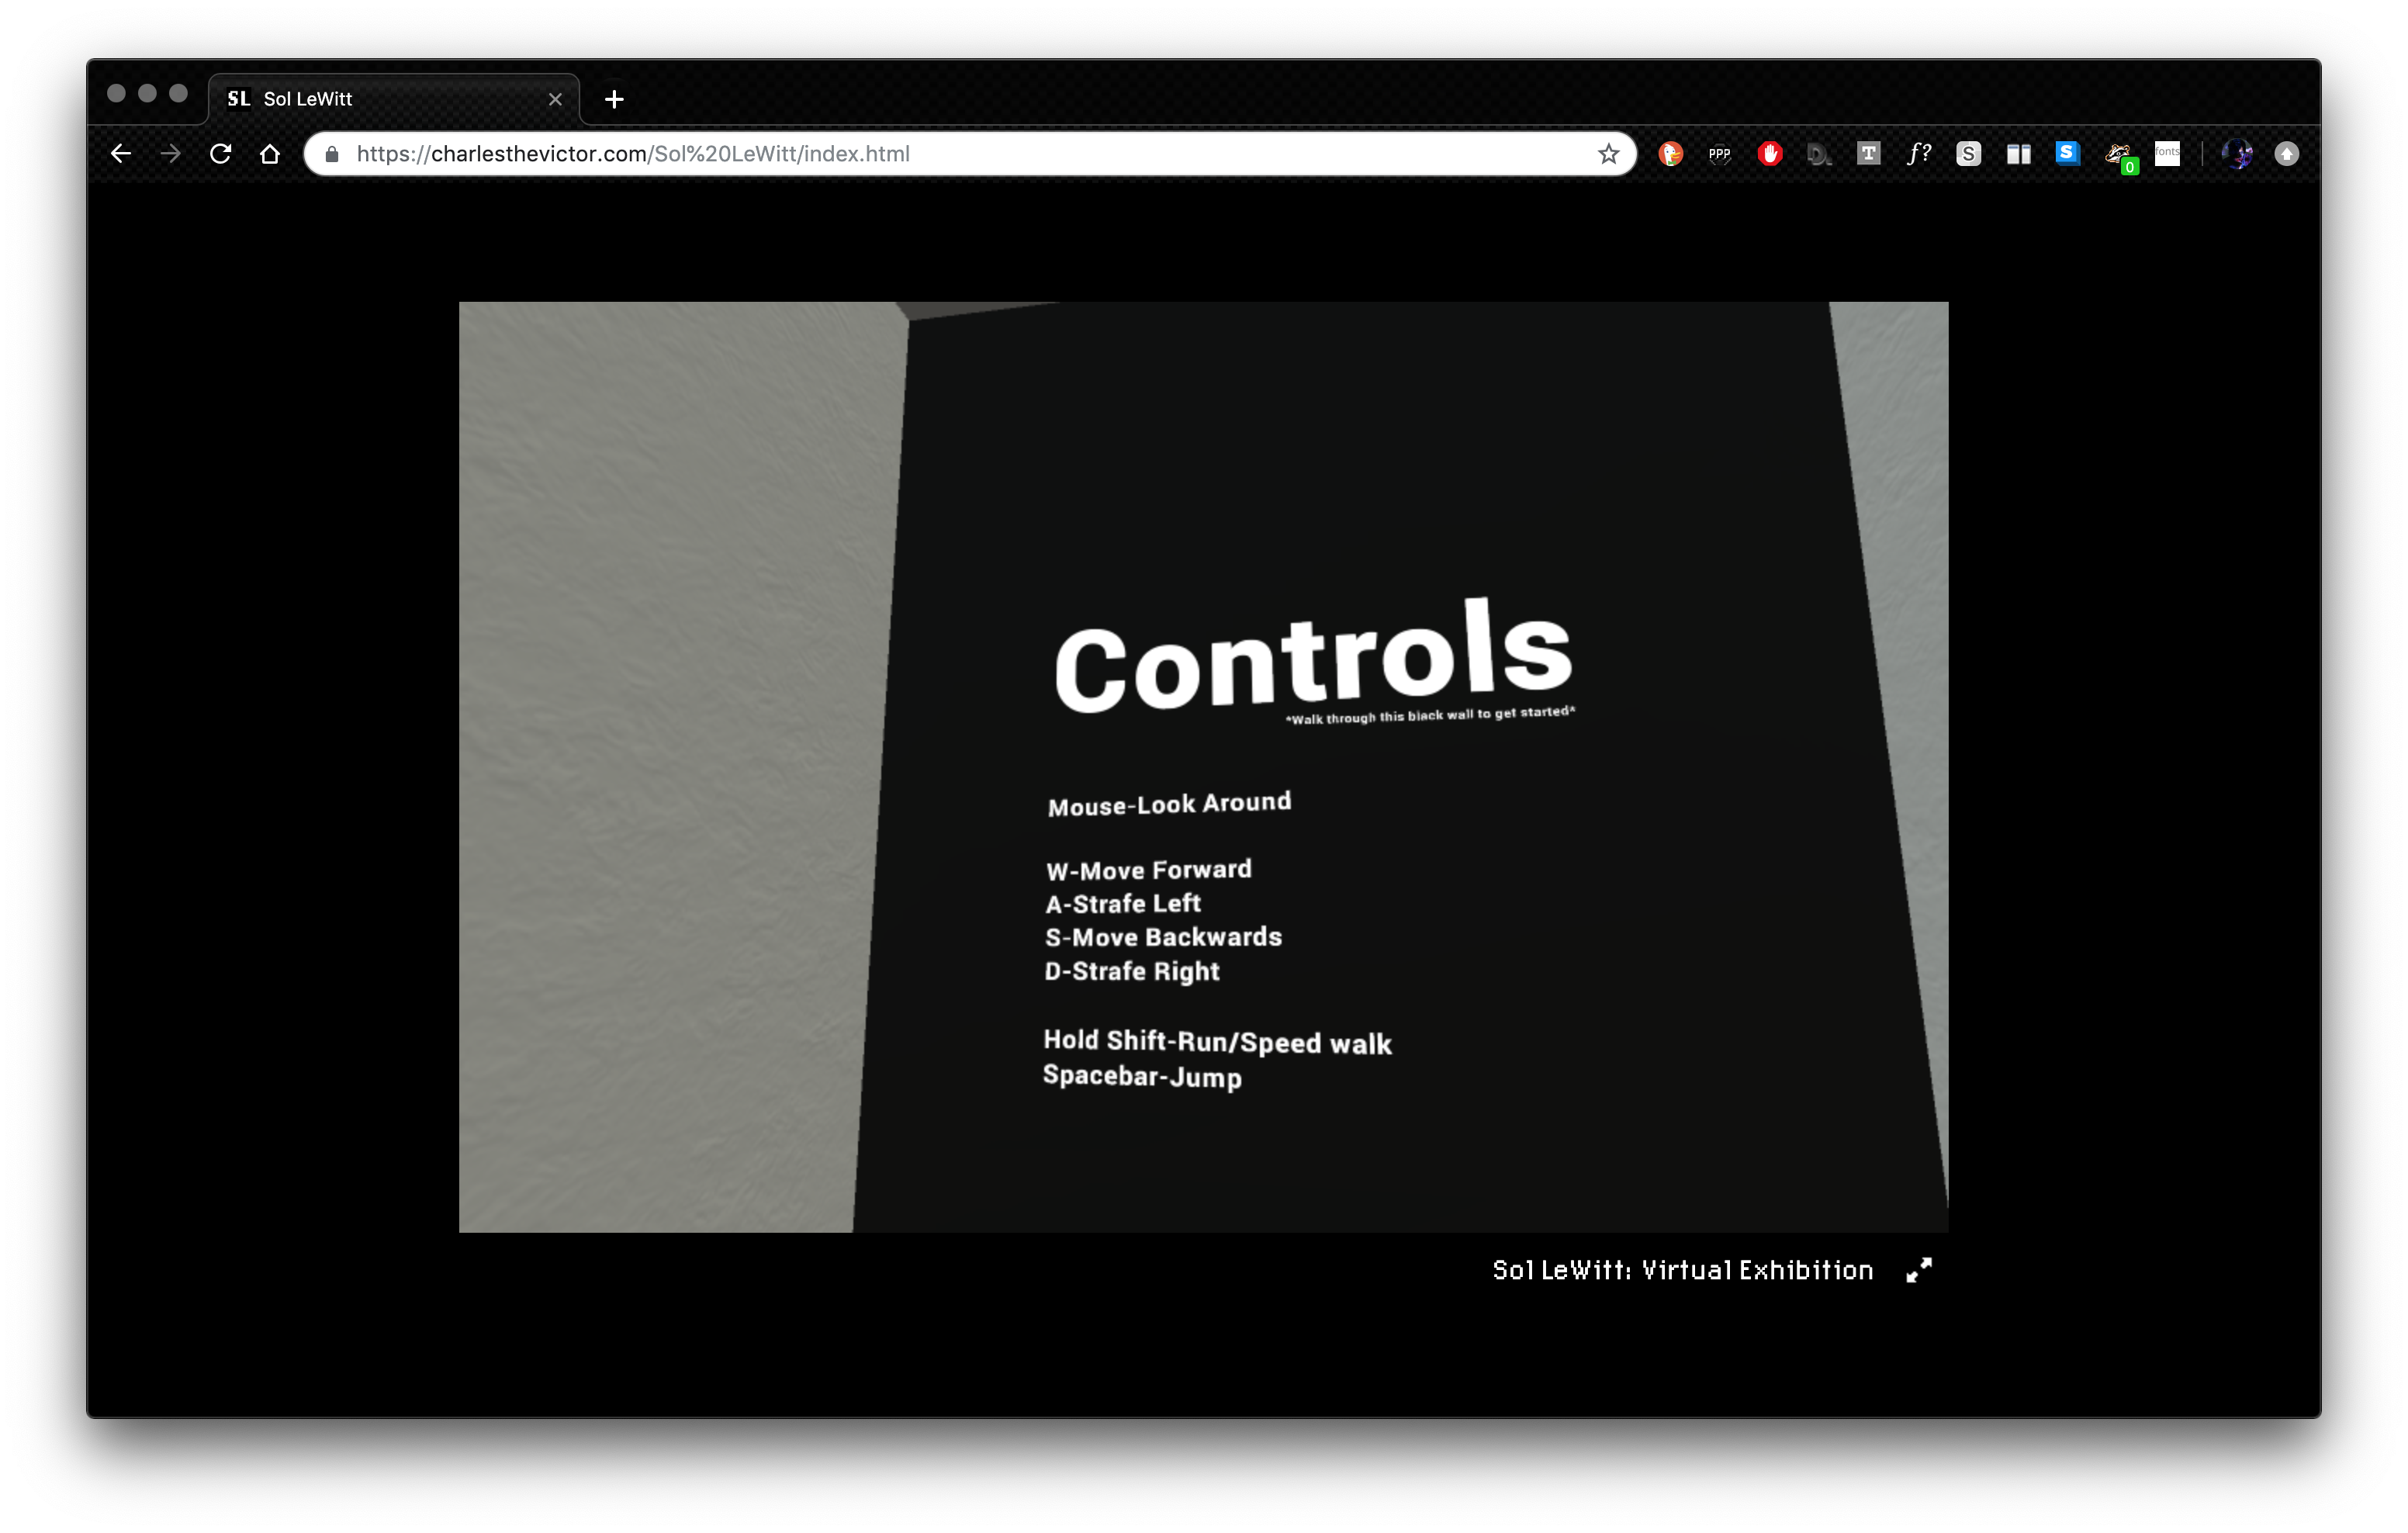 SL Sol LeWitt
https://charlesthevictor.com/Sol%20LeWitt/index.html
PPP
D.
T
f?
S
S
0
fonts
Controls
*Walk through this black wall to get started*
Mouse-Look Around
W-Move Forward
A-Strafe Left
S-Move Backwards
D-Strafe Right
Hold Shift-Run/Speed walk
Spacebar-Jump
Sol LeWitt: Virtual Exhibition